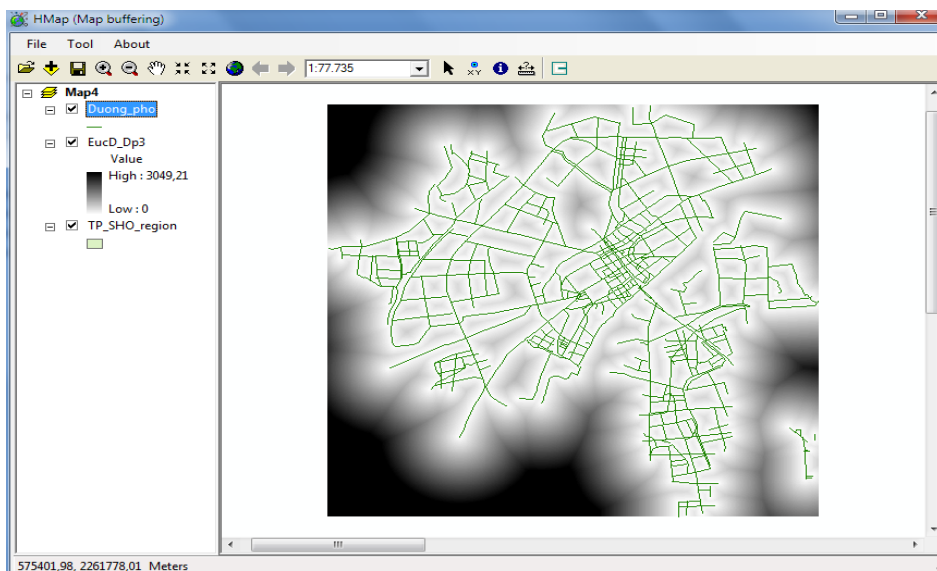 HMap (Map buffering)
File Tool About
1:77.735
XY
Map4
Duong_pho
EucD_Dp3
Value
High : 3049,21
Low : 0
TP_SHO_region
575401,98, 2261778,01 Meters